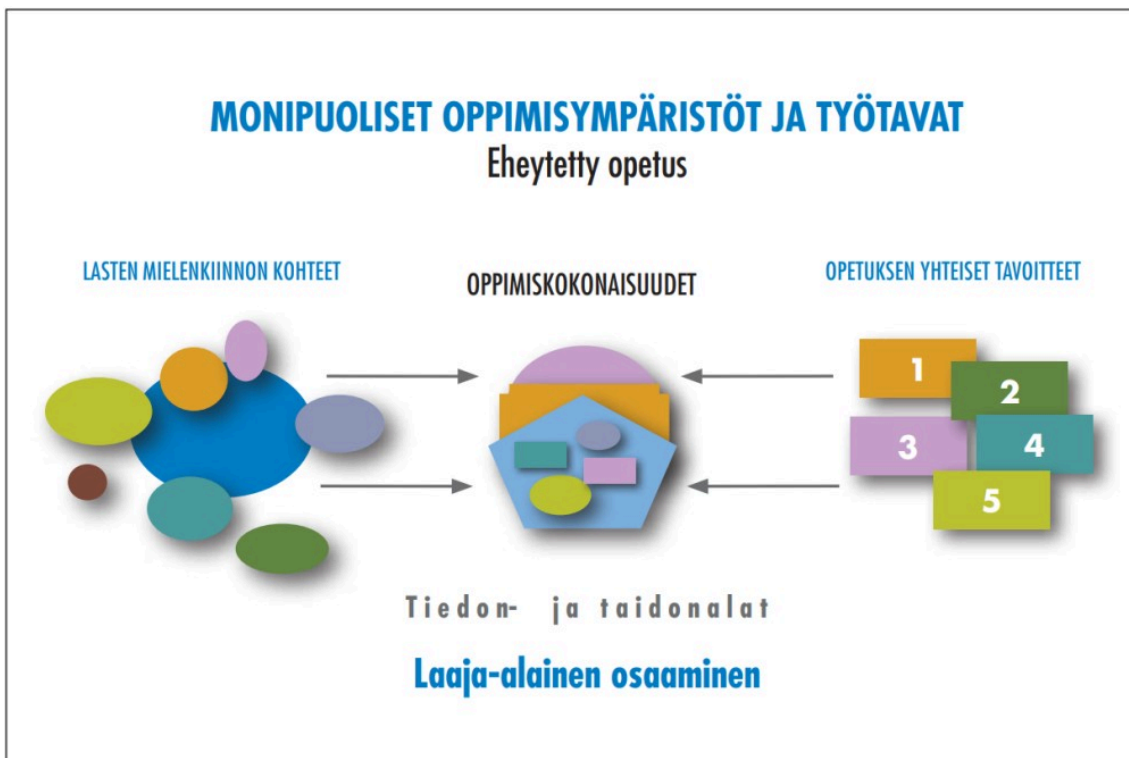 MONIPUOLISET OPPIMISYMPÄRISTÖT JA TYÖTAVAT
Eheytetty opetus
LASTEN MIELENKIINNON KOHTEET
OPPIMISKOKONAISUUDET
OPETUKSEN YHTEISET TAVOITTEET
1
2
3
4
5
Tiedon- ja taidonalat
Laaja-alainen osaaminen